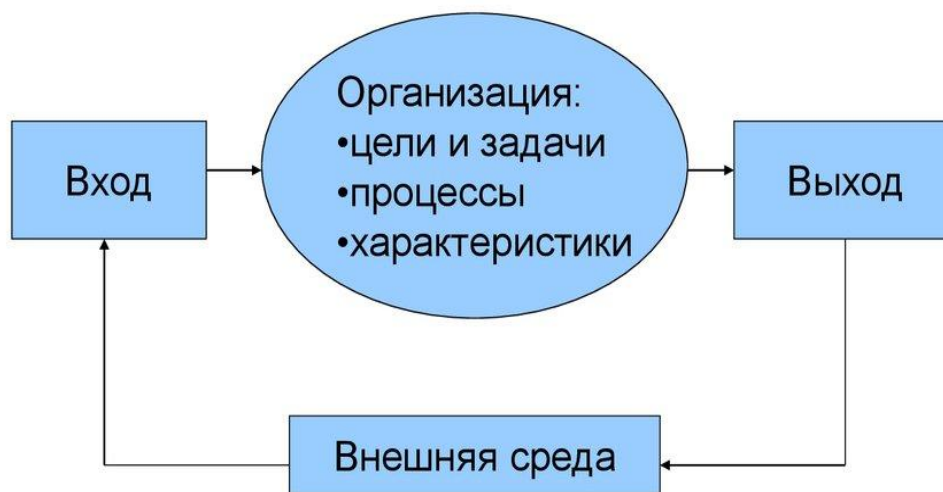 Организация:
•цели и задачи
•процессы
•характеристики
Вход
Выход
Внешняя среда